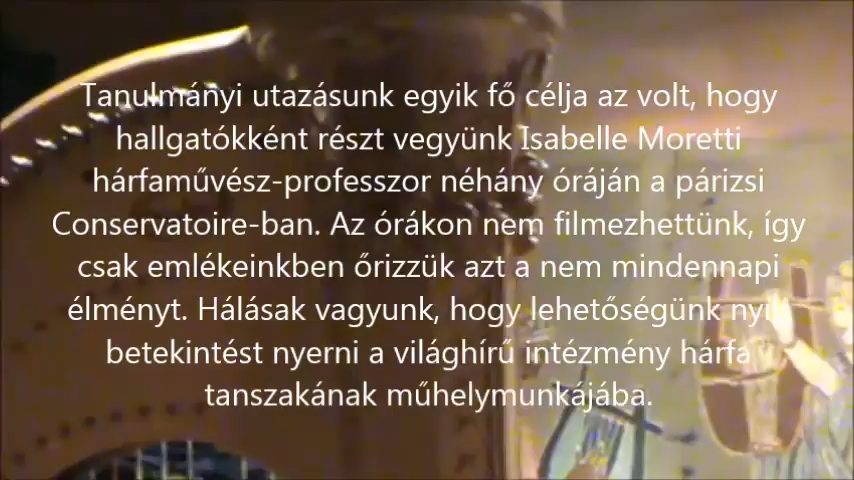 Tanulmányi utazásunk egyik fő célja az volt, hogy
hallgatókként részt vegyünk Isabelle Moretti
hárfaművész-professzor néhány óráján a párizsi
Conservatoire-ban. Az órákon nem filmezhettünk, így
csak emlékeinkben őrizzük azt a nem mindennapi
élményt. Hálásak vagyunk, hogy lehetőségünk nyílt
betekintést nyerni a világhírű intézmény hárfa
tanszakának műhelymunkájába.